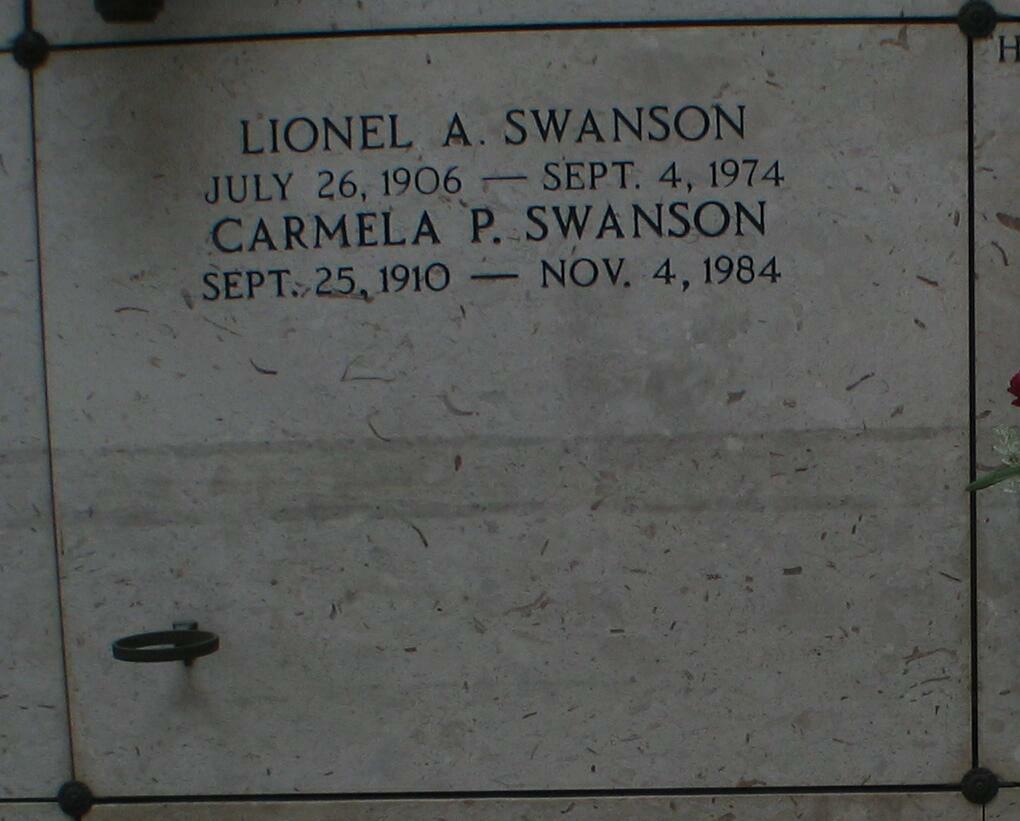 LIONEL A. SWANSON
JULY 26, 1906 — SEPT. 4, 1974
CARMELA P. SWANSON
SEPT. 25, 1910 — NOV. 4, 1984
H